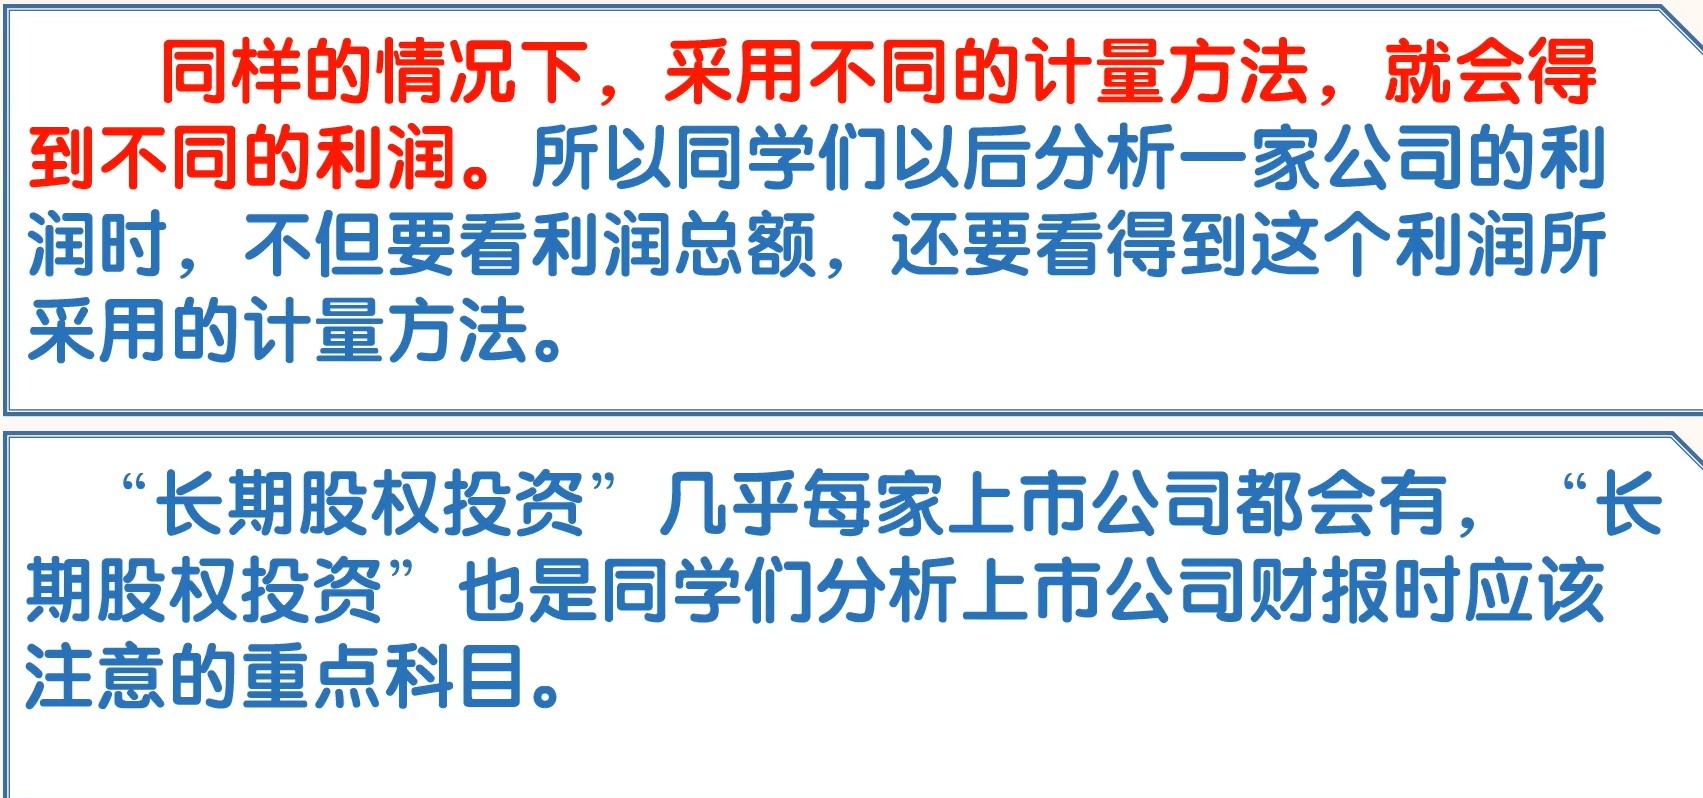 同样的情况下，采用不同的计量方法，就会得
到不同的利润。所以同学们以后分析一家公司的利
润时，不但要看利润总额，还要看得到这个利润所
采用的计量方法。
“长期股权投资”几乎每家上市公司都会有，“长
期股权投资”也是同学们分析上市公司财报时应该
注意的重点科目。